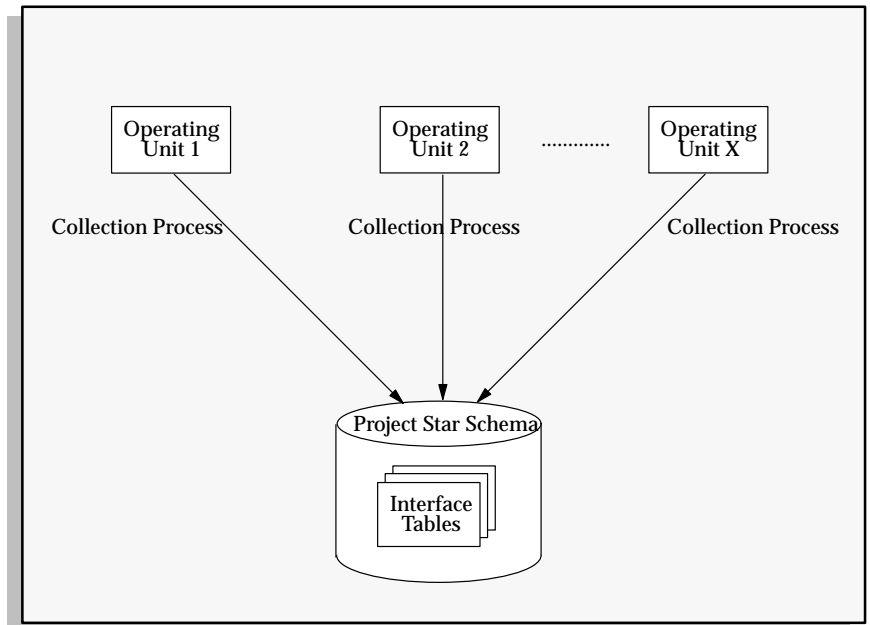 Operating
Unit 1
Operating
Unit 2
.............
Operating
Unit X
Collection Process
Collection Process
Collection Process
Project Star Schema
Interface
Tables